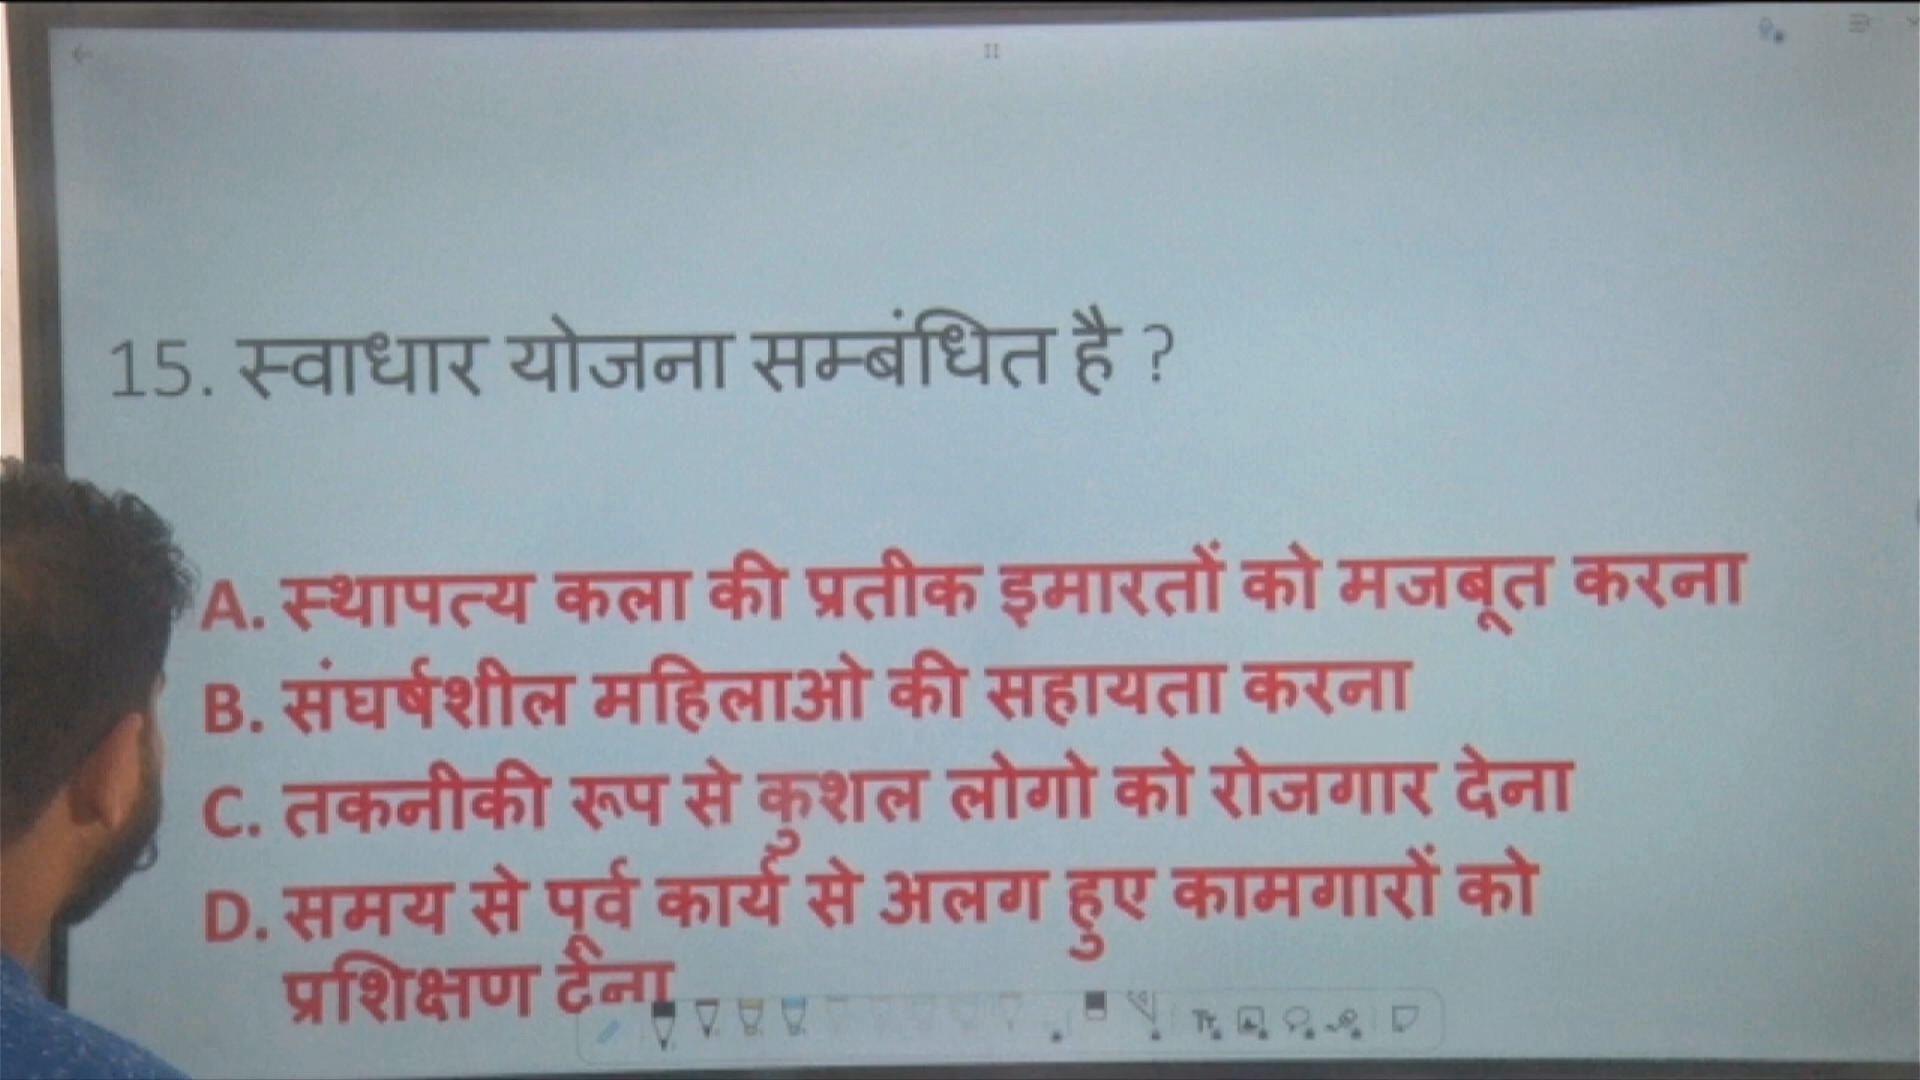 15. स्वाधार योजना सम्बंधित है ?
A. स्थापत्य कला की प्रतीक इमारतों को मजबूत करना
B. संघर्षशील महिलाओ की सहायता करना
C. तकनीकी रूप से कुशल लोगो को रोजगार देना
D. समय से पूर्व कार्य से अलग हुए कामगारों को
प्रशिक्षण देना